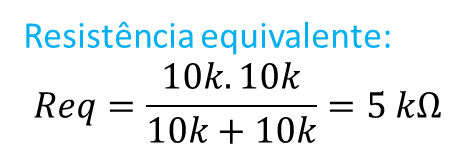 Resistência equivalente:
Req = 10k. 10k / 10k + 10k = 5 kΩ